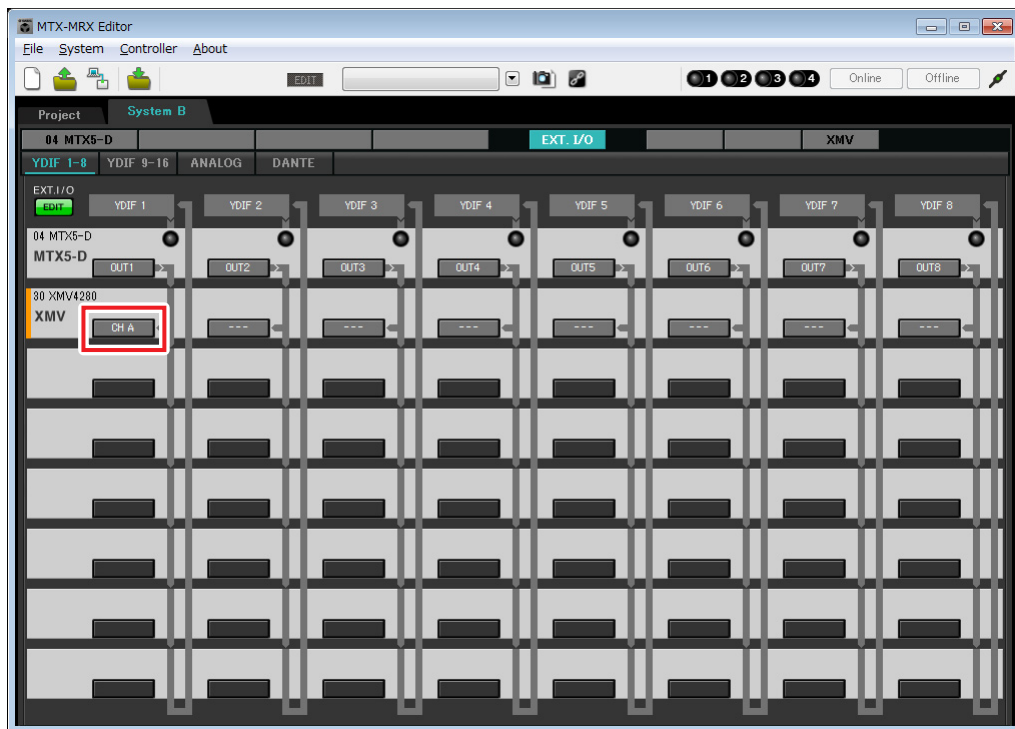 MTX-MRX Editor
File System Controller About
EDIT 1 2 3 4 Online Offline
Project System B
04 MTX5-D EXT. I/O XMV
YDIF 1-8 YDIF 9-16 ANALOG DANTE
EXT.I/O
EDIT YDIF 1 YDIF 2 YDIF 3 YDIF 4 YDIF 5 YDIF 6 YDIF 7 YDIF 8
04 MTX5-D
MTX5-D
OUT1 OUT2 OUT3 OUT4 OUT5 OUT6 OUT7 OUT8
30 XMV4280
XMV
CH A --- --- --- --- --- --- ---